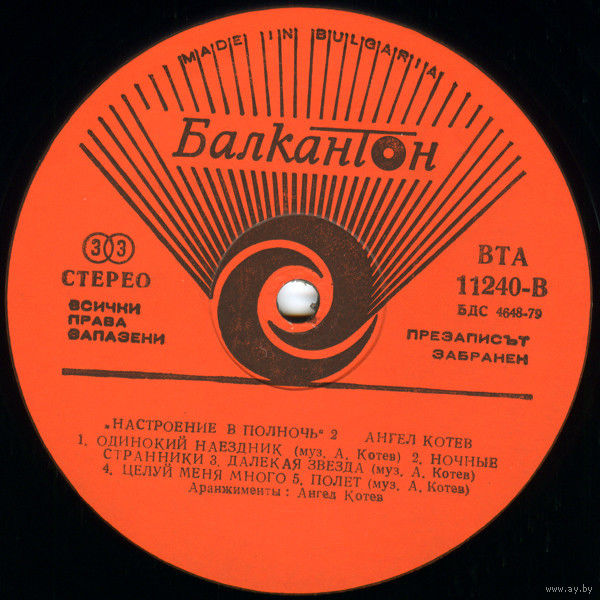 MADE IN BULGARIA
Балкантон
33
СТЕРЕО
ВСИЧКИ
ПРАВА
ЗАПАЗЕНИ
ВТА
11240-В
БДС 4648-79
ПРЕЗАПИСЪТ
ЗАБРАНЕН
„НАСТРОЕНИЕ В ПОЛНОЧЬ“ 2 АНГЕЛ КОТЕВ
1. ОДИНОКИЙ НАЕЗДНИК (муз. А. Котев) 2. НОЧНЫЕ
СТРАННИКИ 3. ДАЛЕКАЯ ЗВЕЗДА (муз. А. Котев)
4. ЦЕЛУЙ МЕНЯ МНОГО 5. ПОЛЕТ (муз. А. Котев)
Аранжименты: Ангел Котев
www.ay.by